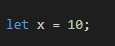 let x = 10;